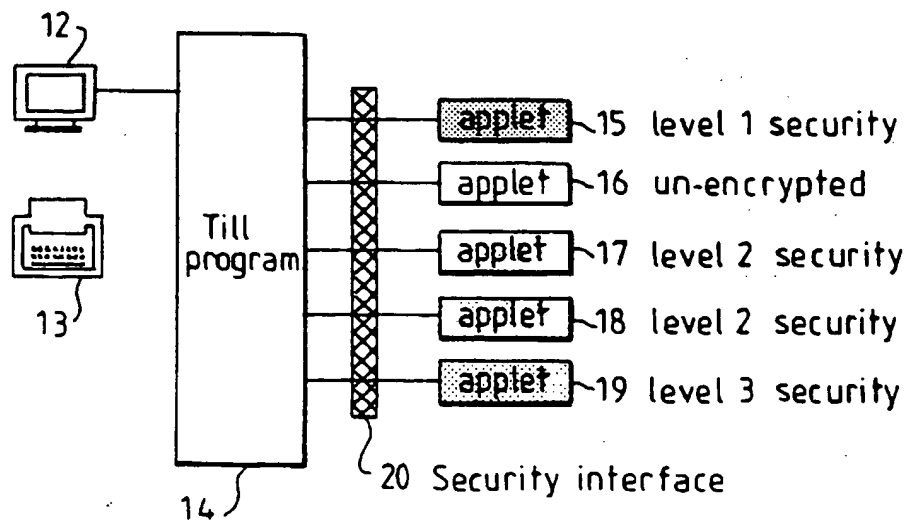 12
13
Till
program
14
applet 15 level 1 security
applet 16 un-encrypted
applet 17 level 2 security
applet 18 level 2 security
applet 19 level 3 security
20 Security interface